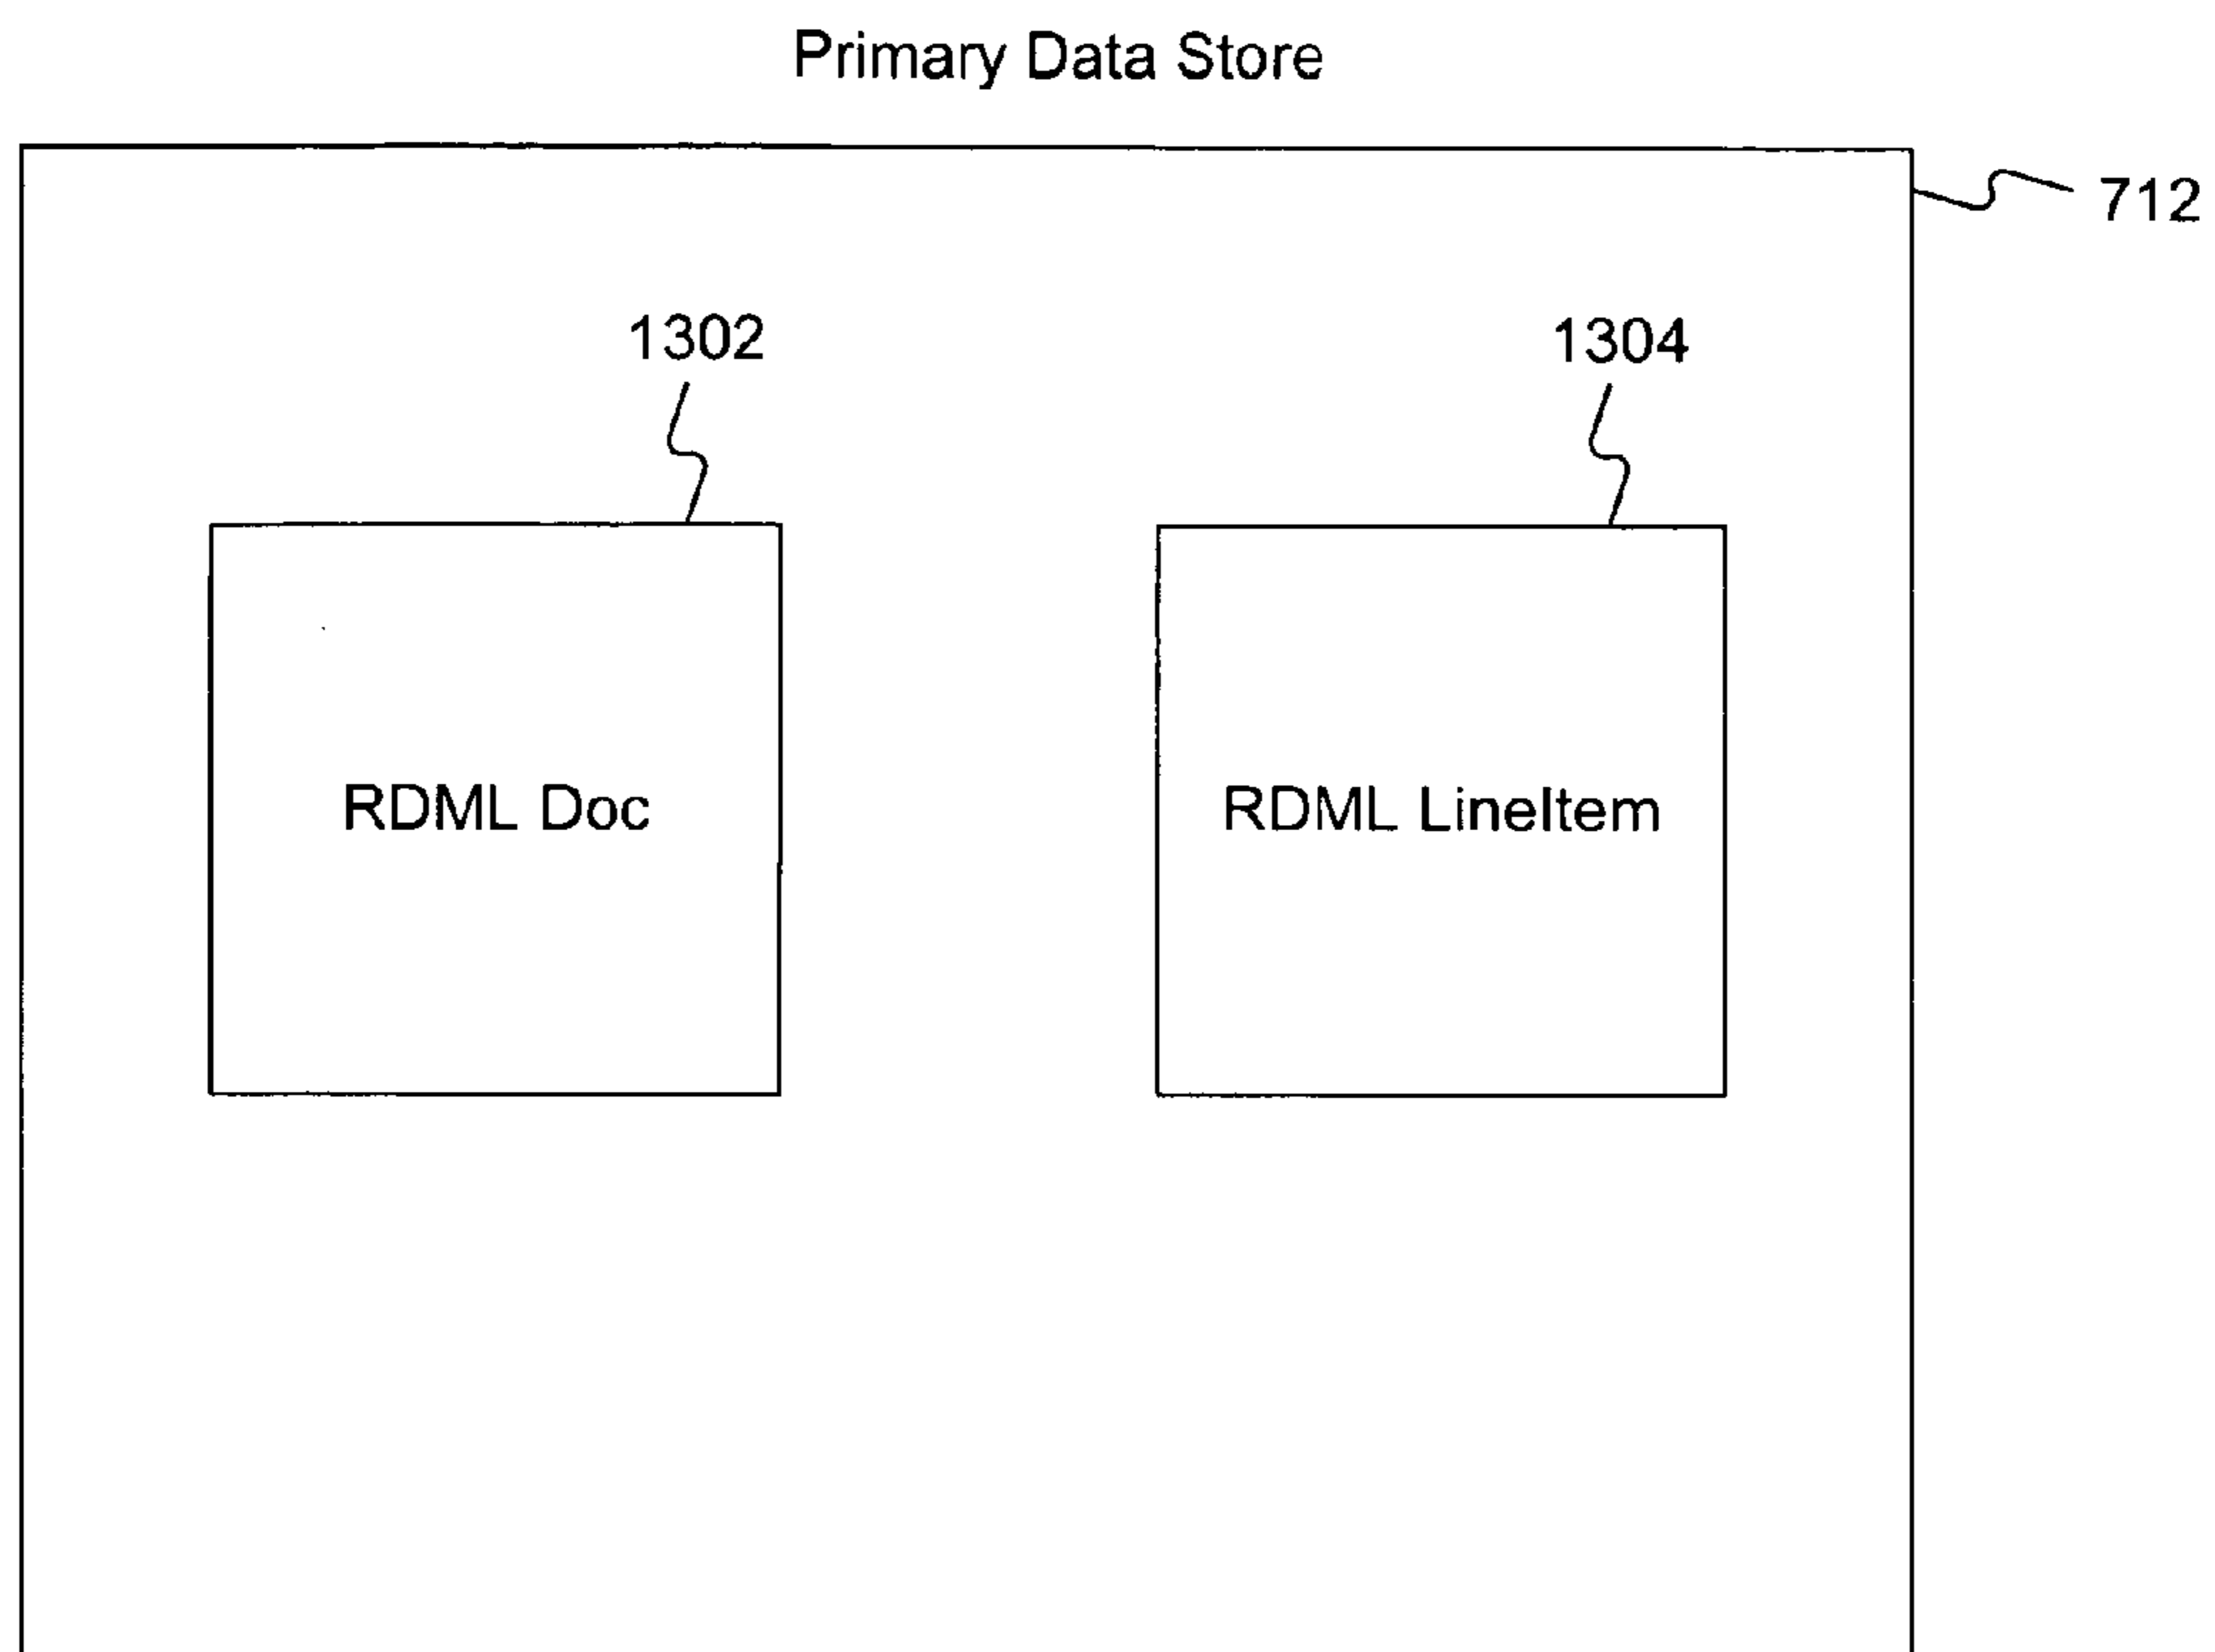 Primary Data Store
712
1302
1304
RDML Doc
RDML LineItem